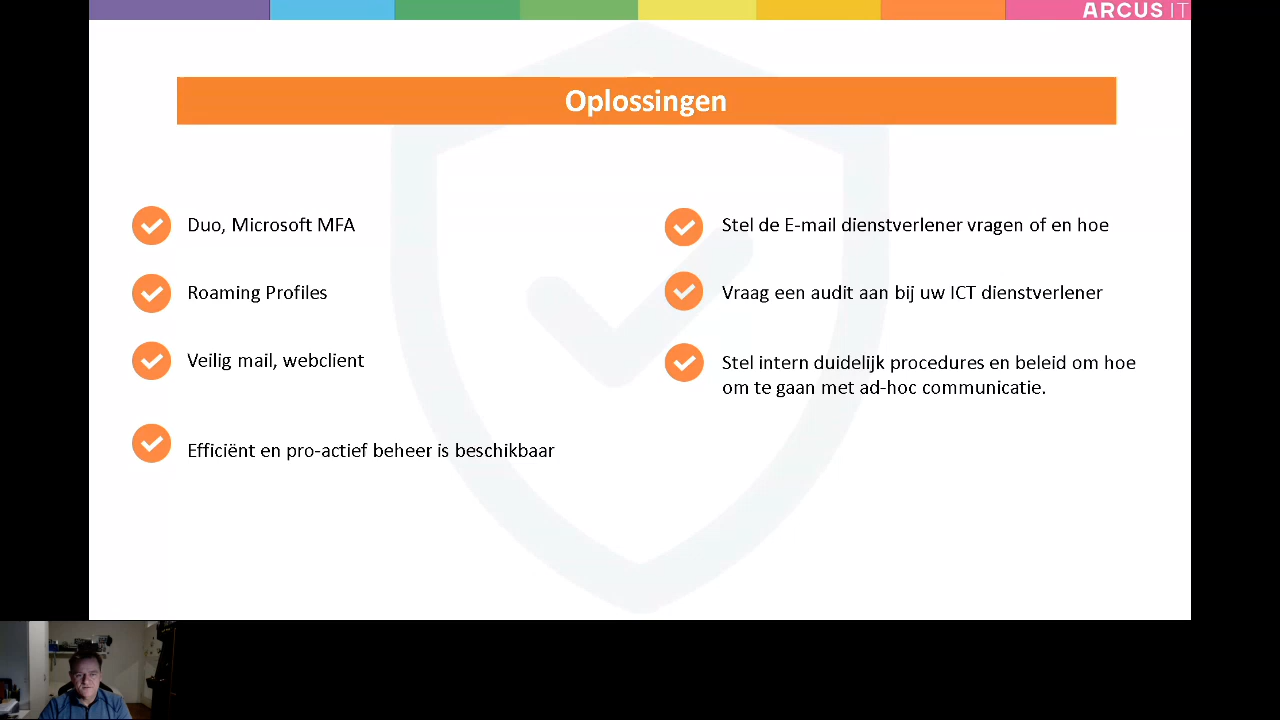 ARCUS IT
Oplossingen
Duo, Microsoft MFA
Roaming Profiles
Veilig mail, webclient
Efficiënt en pro-actief beheer is beschikbaar
Stel de E-mail dienstverlener vragen of en hoe
Vraag een audit aan bij uw ICT dienstverlener
Stel intern duidelijk procedures en beleid om hoe
om te gaan met ad-hoc communicatie.